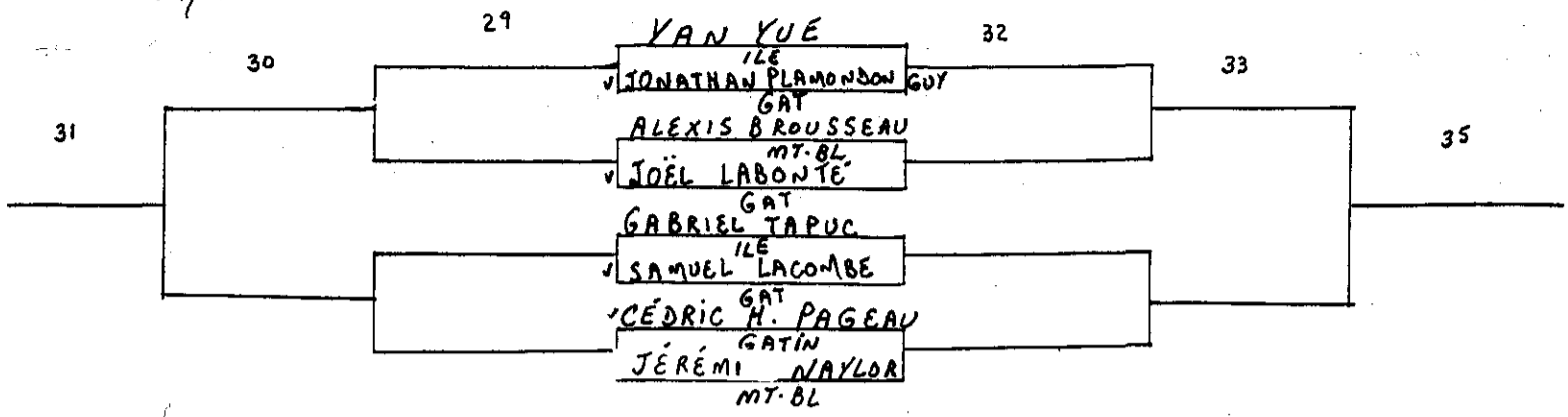 29
YAN YUE
32
30
ILE
33
JONATHAN PLAMONDON GUY
GAT
31
ALEXIS BROUSSEAU
35
MT. BL
JOËL LABONTÉ
GAT
GABRIEL TAPUC
ILE
SAMUEL LACOMBE
GAT
CÉDRIC H. PAGEAU
GATIN
JÉRÉMI NAYLOR
MT. BL